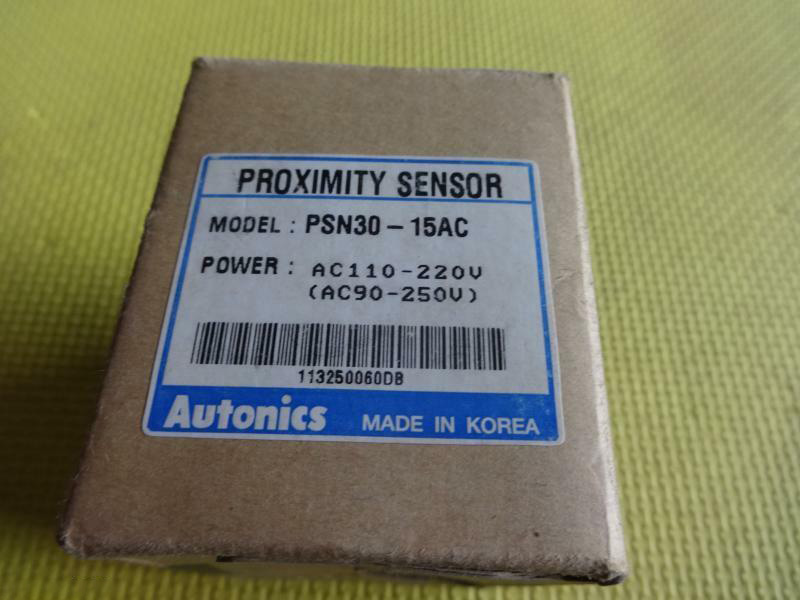 PROXIMITY SENSOR
MODEL : PSN30-15AC
POWER : AC110-220V
(AC90-250V)
113250060DB
Autonics MADE IN KOREA